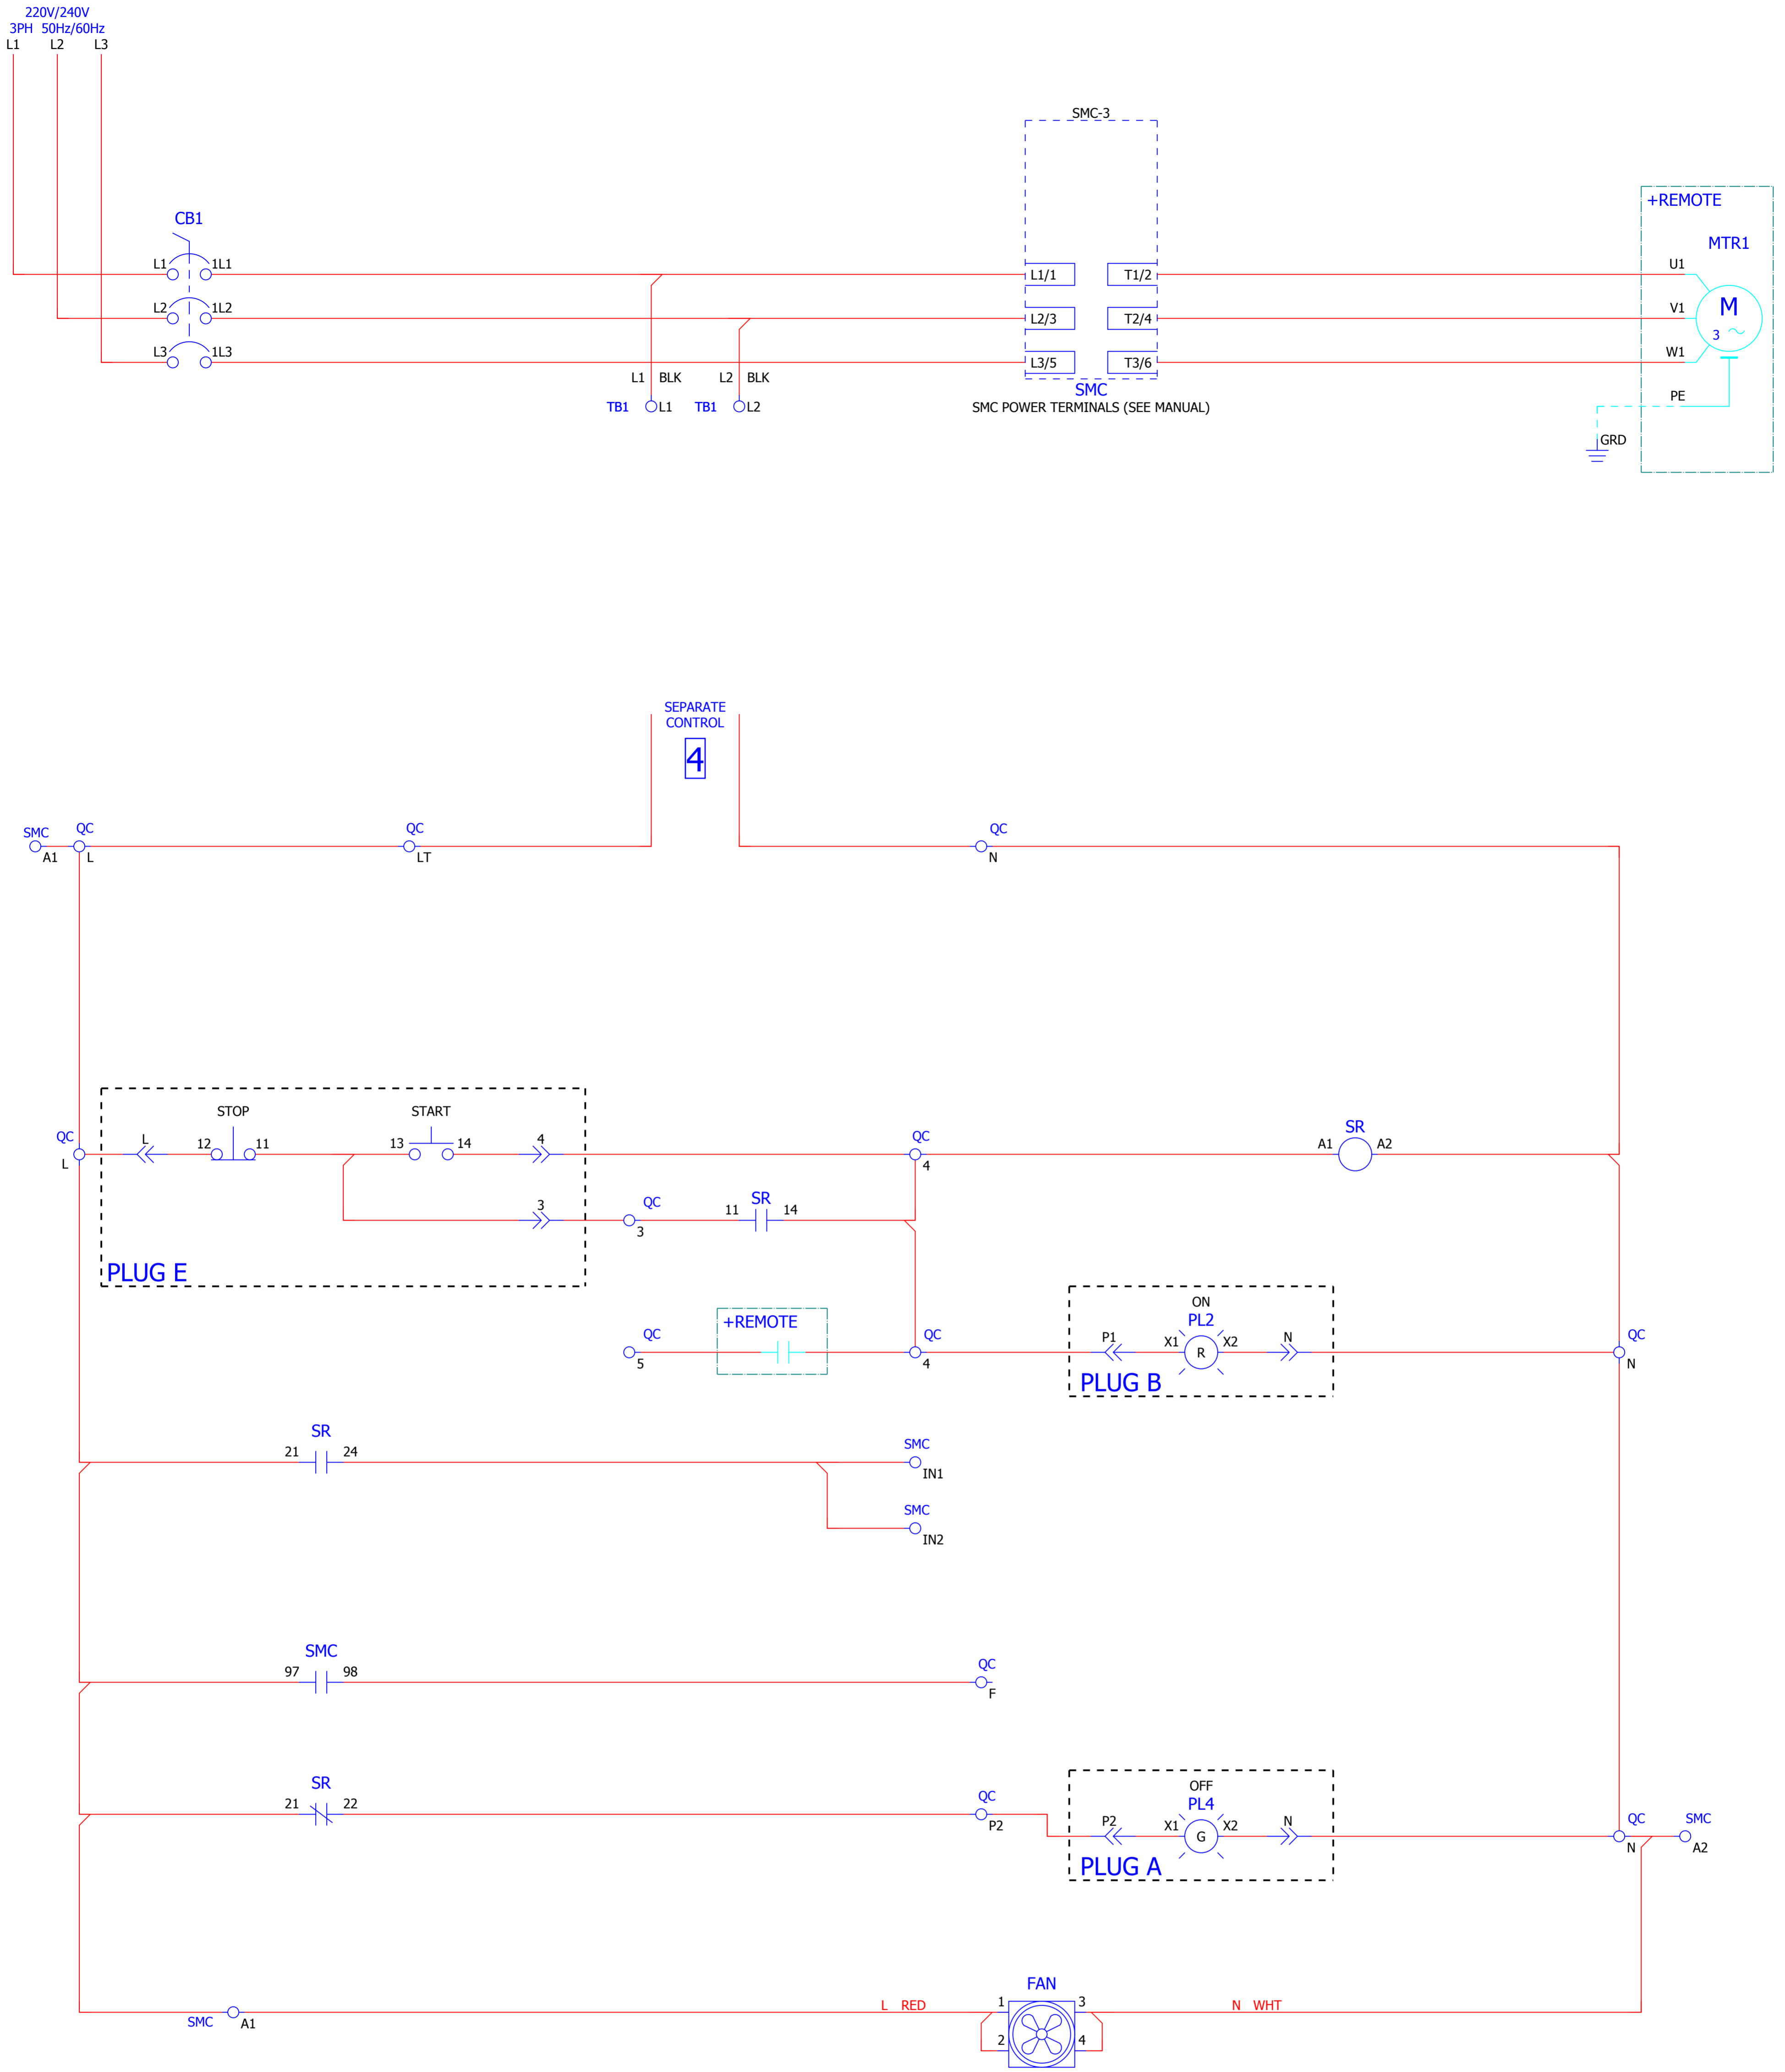 220V/240V
3PH 50Hz/60Hz
L1 L2 L3
SMC-3
+REMOTE
CB1
MTR1
L1 1L1
L1/1 T1/2
U1
L2 1L2
L2/3 T2/4
V1
M
3
L3 1L3
L3/5 T3/6
W1
L1 BLK L2 BLK
SMC
PE
TB1 L1 TB1 L2
SMC POWER TERMINALS (SEE MANUAL)
GRD
SEPARATE
CONTROL
4
SMC QC QC QC
A1 L LT N
STOP START
QC L 12 11 13 14 4 QC A1 SR A2
L 4
3 QC 11 SR 14
3
PLUG E
ON
+REMOTE PL2
QC QC P1 X1 X2 N QC
R
5 4 N
PLUG B
SR
21 24
SMC
IN1
SMC
IN2
SMC
97 98
QC
F
SR
21 22
OFF
PL4
QC
P2
P2 X1 X2 N QC SMC
G
N A2
PLUG A
FAN
L RED 1 3 N WHT
SMC A1
2 4